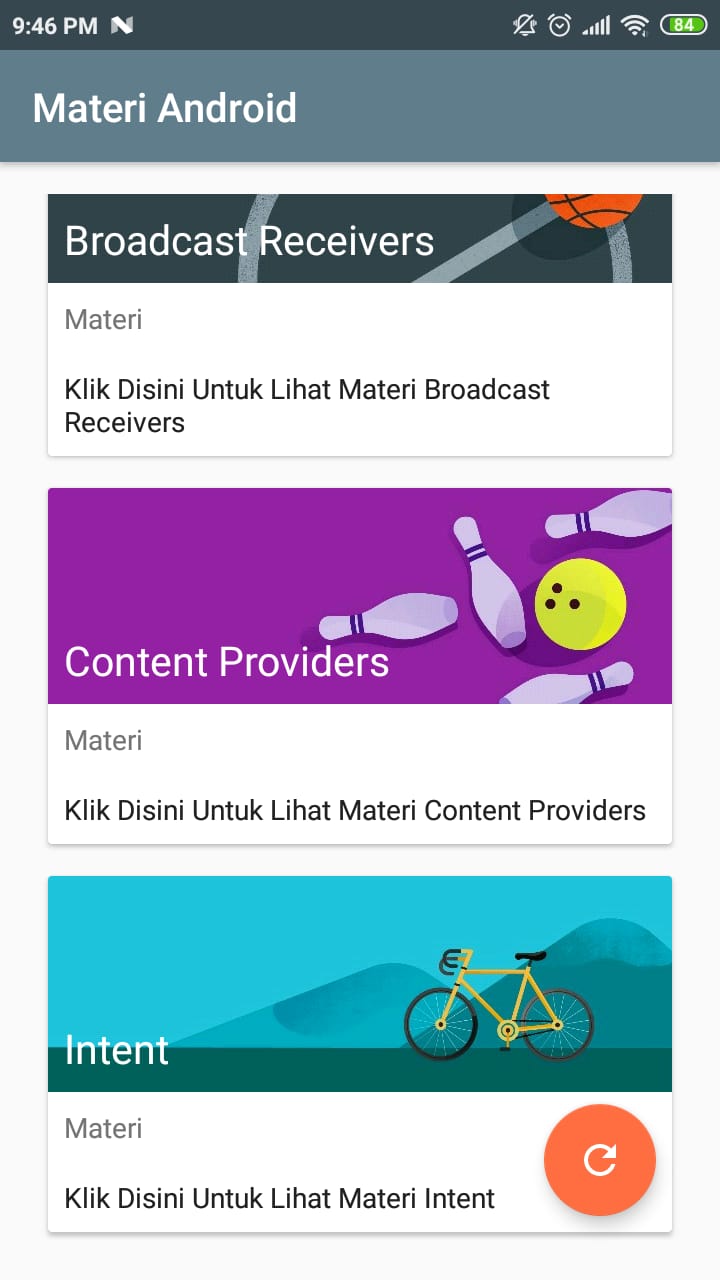 9:46 PM
84
Materi Android
Broadcast Receivers
Materi
Klik Disini Untuk Lihat Materi Broadcast
Receivers
Content Providers
Materi
Klik Disini Untuk Lihat Materi Content Providers
Intent
Materi
Klik Disini Untuk Lihat Materi Intent